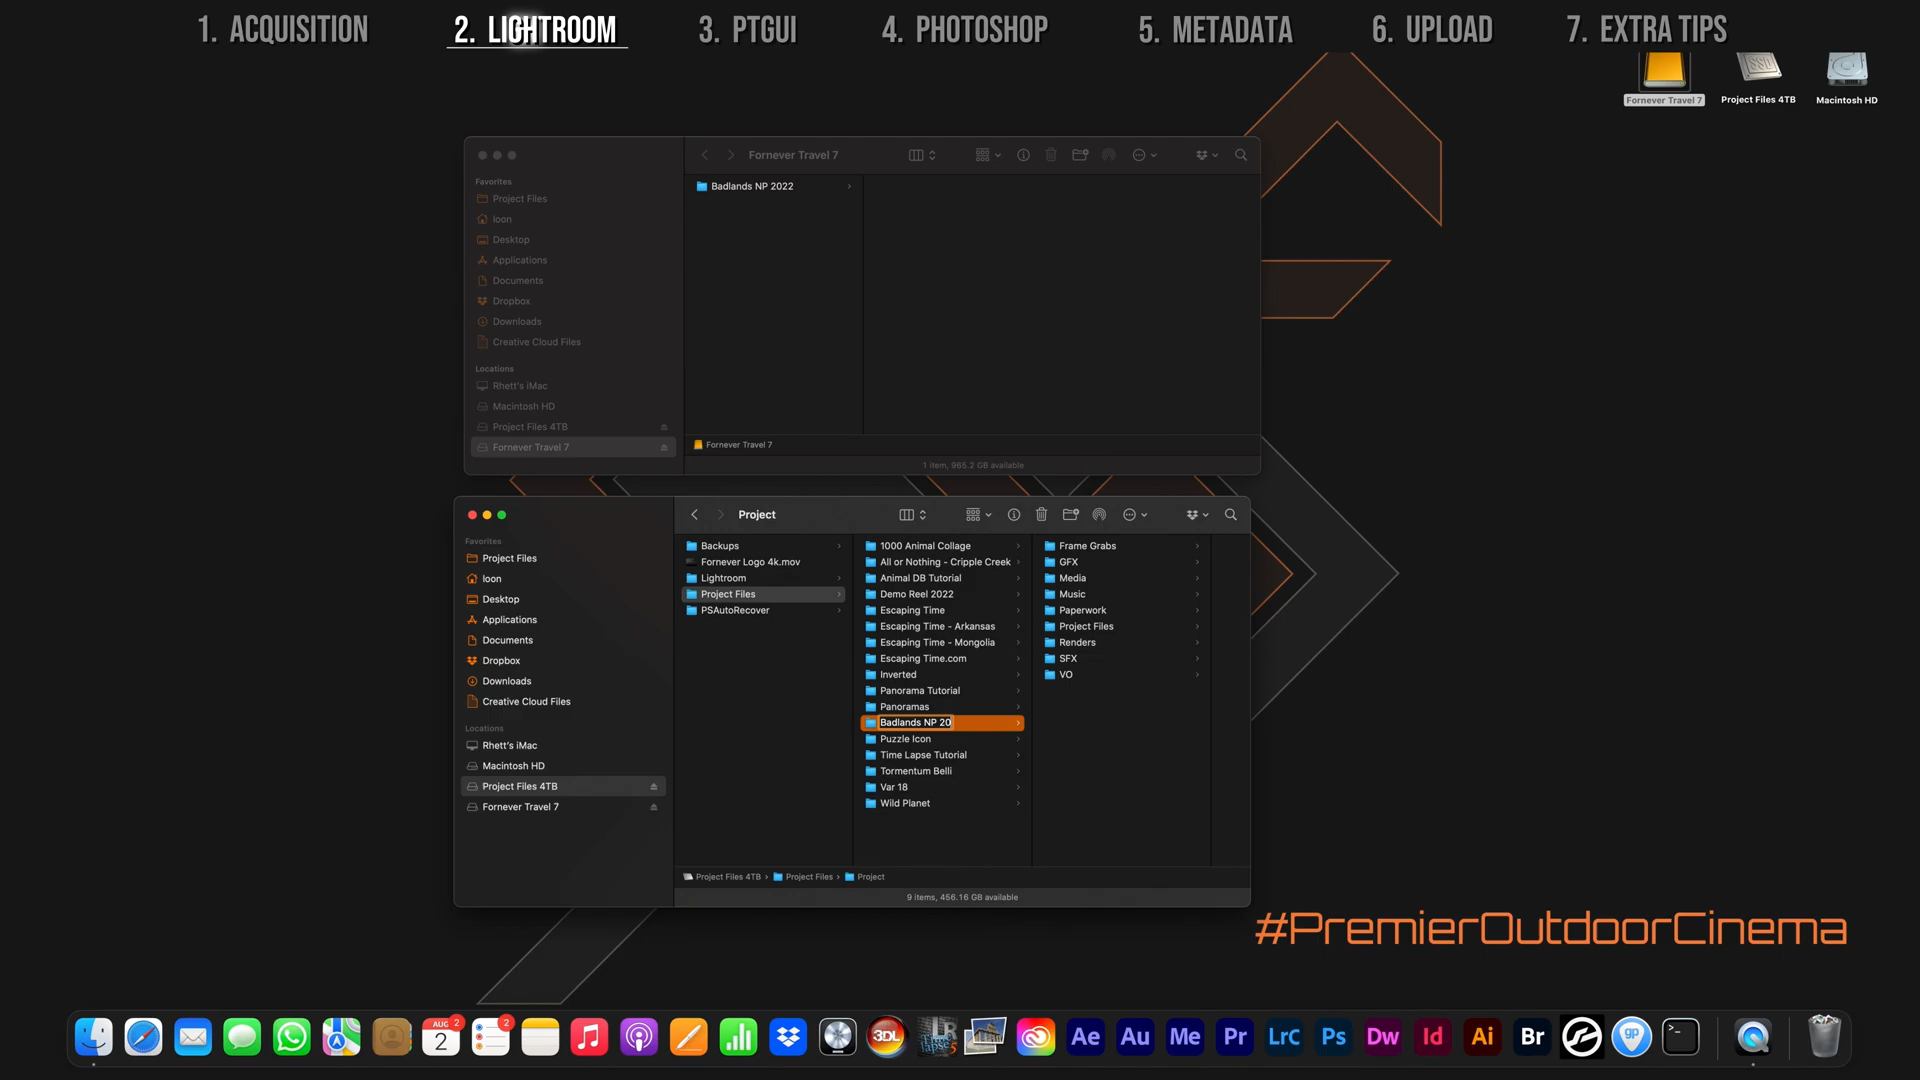 1. ACQUISITION
2. LIGHTROOM
3. PTGUI
4. PHOTOSHOP
5. METADATA
6. UPLOAD
7. EXTRA TIPS
Fornever Travel 7
Project Files 4TB
Macintosh HD
Fornever Travel 7
Favorites
Project Files
loon
Desktop
Applications
Documents
Dropbox
Downloads
Creative Cloud Files
Locations
Rhett's iMac
Macintosh HD
Project Files 4TB
Fornever Travel 7
Badlands NP 2022
Fornever Travel 7
1 item, 965.2 GB available
Project
Favorites
Project Files
loon
Desktop
Applications
Documents
Dropbox
Downloads
Creative Cloud Files
Locations
Rhett's iMac
Macintosh HD
Project Files 4TB
Fornever Travel 7
Backups
Fornever Logo 4k.mov
Lightroom
Project Files
PSAutoRecover
1000 Animal Collage
All or Nothing - Cripple Creek
Animal DB Tutorial
Demo Reel 2022
Escaping Time
Escaping Time - Arkansas
Escaping Time - Mongolia
Escaping Time.com
Inverted
Panorama Tutorial
Panoramas
Badlands NP 20
Puzzle Icon
Time Lapse Tutorial
Tormentum Belli
Var 18
Wild Planet
Frame Grabs
GFX
Media
Music
Paperwork
Project Files
Renders
SFX
VO
Project Files 4TB › Project Files › Project
9 items, 456.16 GB available
#PremierOutdoorCinema
AUG 2
2
2
3DL
Ae
Au
Me
Pr
LrC
Ps
Dw
Id
Ai
Br
gp
>_